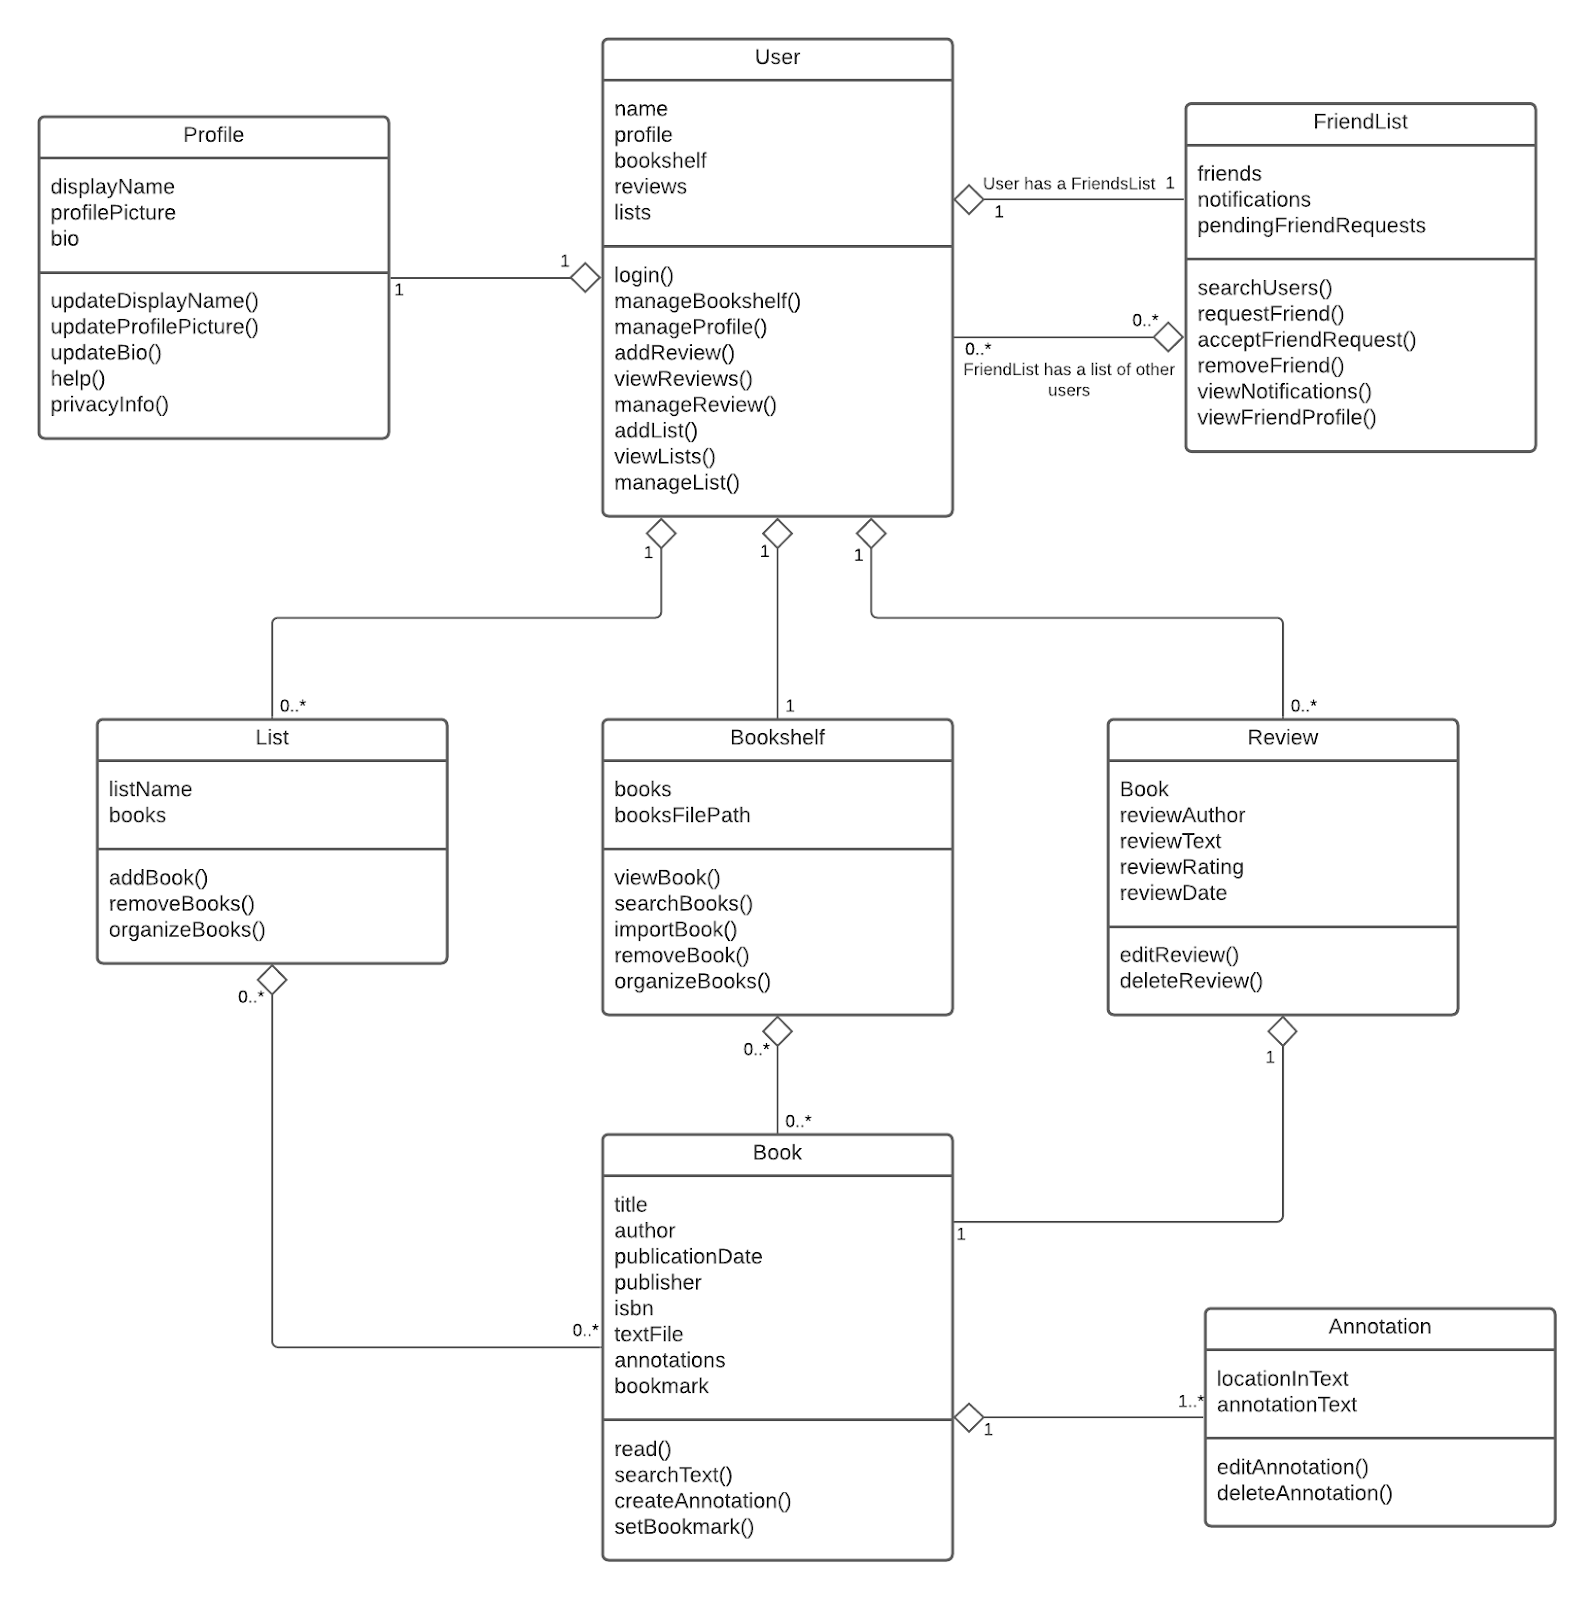 User
name
profile
bookshelf
reviews
lists
login()
manageBookshelf()
manageProfile()
addReview()
viewReviews()
manageReview()
addList()
viewLists()
manageList()
Profile
displayName
profilePicture
bio
updateDisplayName()
updateProfilePicture()
updateBio()
help()
privacyInfo()
1
1
FriendList
friends
notifications
pendingFriendRequests
searchUsers()
requestFriend()
acceptFriendRequest()
removeFriend()
viewNotifications()
viewFriendProfile()
User has a FriendsList 1
1
0..*
0..*
FriendList has a list of other
users
1
1
1
0..*
1
0..*
List
listName
books
addBook()
removeBooks()
organizeBooks()
Bookshelf
books
booksFilePath
viewBook()
searchBooks()
importBook()
removeBook()
organizeBooks()
Review
Book
reviewAuthor
reviewText
reviewRating
reviewDate
editReview()
deleteReview()
0..*
0..*
1
0..*
Book
title
author
publicationDate
publisher
isbn
textFile
annotations
bookmark
read()
searchText()
createAnnotation()
setBookmark()
1
0..*
1..*
1
Annotation
locationInText
annotationText
editAnnotation()
deleteAnnotation()